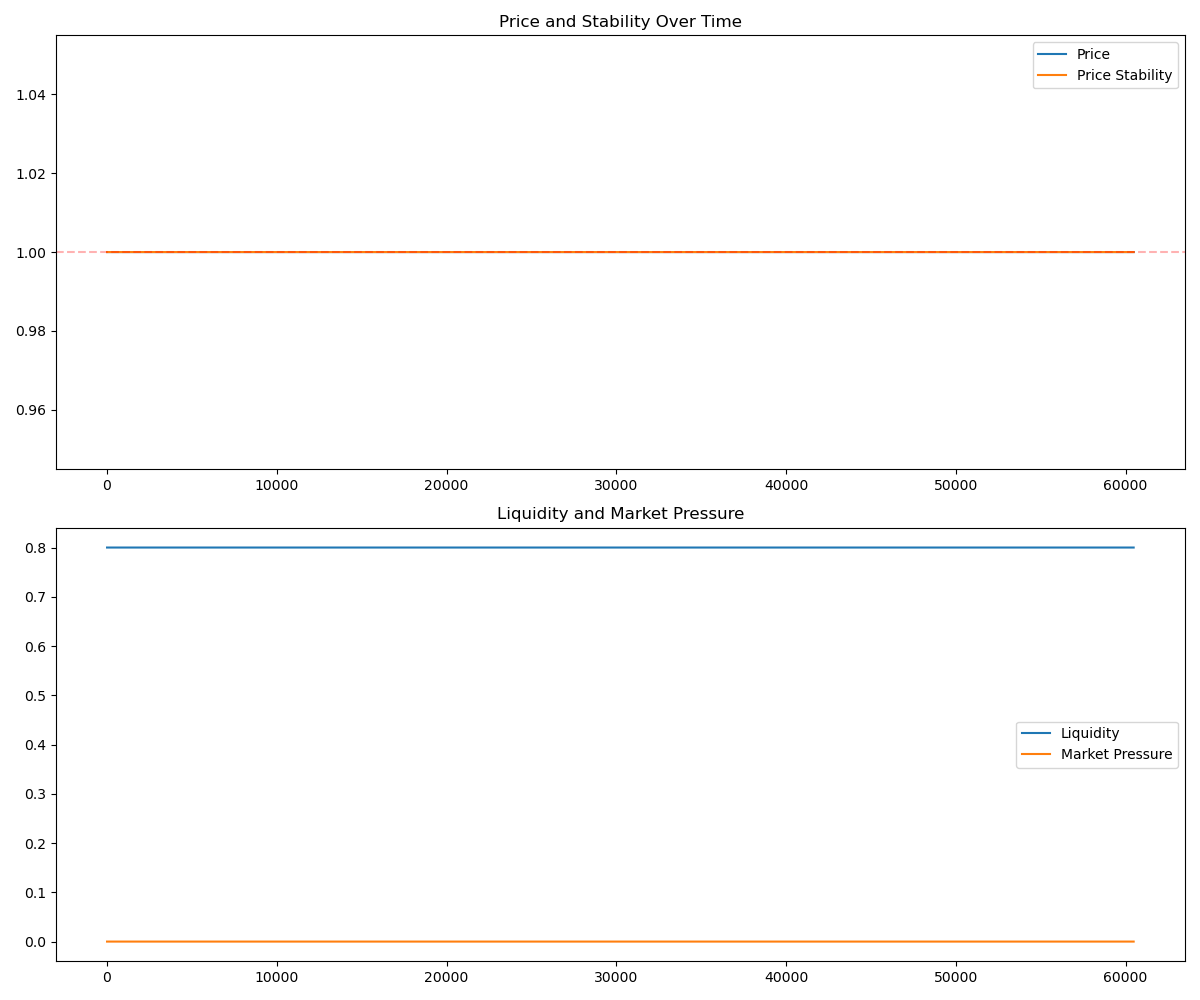 Price and Stability Over Time
Price
Price Stability
1.04
1.02
1.00
0.98
0.96
0 10000 20000 30000 40000 50000 60000
Liquidity and Market Pressure
0.8
0.7
0.6
0.5
0.4
Liquidity
Market Pressure
0.3
0.2
0.1
0.0
0 10000 20000 30000 40000 50000 60000